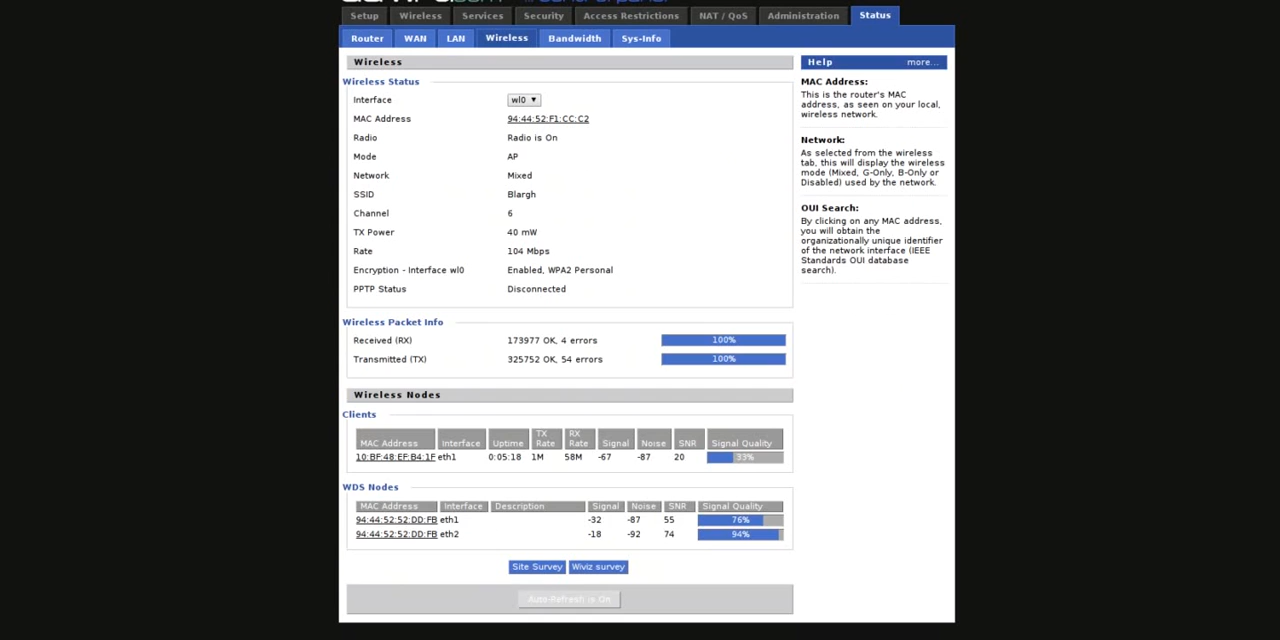 Setup Wireless Services Security Access Restrictions NAT / QoS Administration Status
Router WAN LAN Wireless Bandwidth Sys-Info
Wireless
Wireless Status
Interface wl0
MAC Address 94:44:52:F1:CC:C2
Radio Radio is On
Mode AP
Network Mixed
SSID Blargh
Channel 6
TX Power 40 mW
Rate 104 Mbps
Encryption - Interface wl0 Enabled, WPA2 Personal
PPTP Status Disconnected
Wireless Packet Info
Received (RX) 173977 OK, 4 errors 100%
Transmitted (TX) 325752 OK, 54 errors 100%
Wireless Nodes
Clients
MAC Address Interface Uptime TX Rate RX Rate Signal Noise SNR Signal Quality
10:BF:48:EF:B4:1F eth1 0:05:18 1M 58M -67 -87 20 33%
WDS Nodes
MAC Address Interface Description Signal Noise SNR Signal Quality
94:44:52:52:DD:FB eth1 -32 -87 55 76%
94:44:52:52:DD:FB eth2 -18 -92 74 94%
Site Survey Wiviz survey
Auto-Refresh is On
Help more...
MAC Address:
This is the router's MAC
address, as seen on your local,
wireless network.
Network:
As selected from the wireless
tab, this will display the wireless
mode (Mixed, G-Only, B-Only or
Disabled) used by the network.
OUI Search:
By clicking on any MAC address,
you will obtain the
organizationally unique identifier
of the network interface (IEEE
Standards OUI database
search).